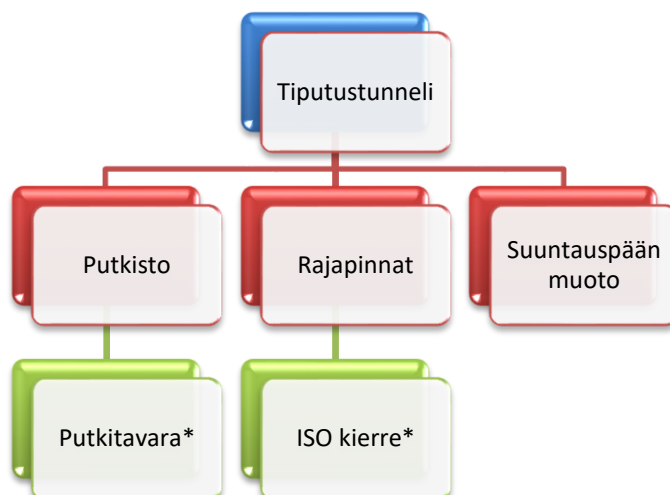 Tiputustunneli
Putkisto
Rajapinnat
Suuntauspään
muoto
Putkitavara*
ISO kierre*